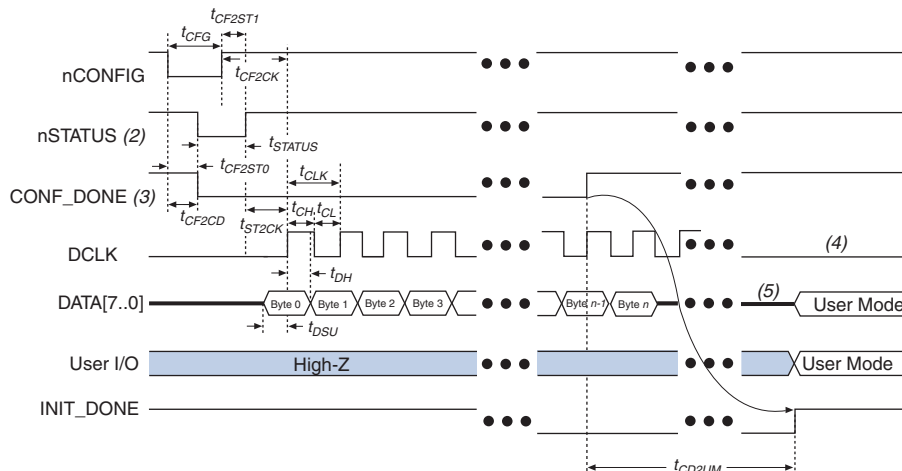 tCF2ST1
tCFG
nCONFIG
tCF2CK
nSTATUS (2)
tSTATUS
tCF2ST0
tCLK
CONF_DONE (3)
tCF2CD
tST2CK
tCH
tCL
DCLK
(4)
tDH
DATA[7..0]
Byte 0
Byte 1
Byte 2
Byte 3
Byte n-1
Byte n
(5)
User Mode
tDSU
User I/O
High-Z
User Mode
INIT_DONE
tCD2UM